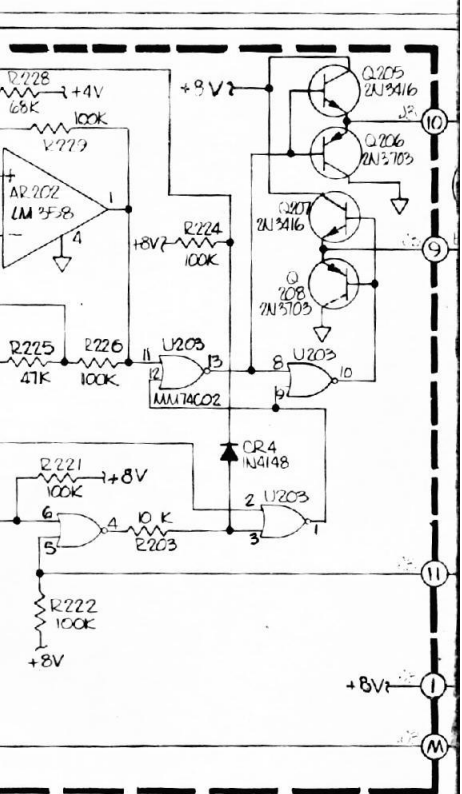 R228
+4V
68K
100K
R229
+8V
Q205
2N3416
10
Q206
2N3703
+
AR202
LM 358
1
4
-
Q207
2N3416
9
+8V
R224
100K
Q
208
2N3703
R225
47K
R226
100K
11
12
U203
13
MM74C02
8
9
U203
10
CR4
1N4148
R221
100K
+8V
6
5
4
10 K
R203
2
3
U203
1
11
R222
100K
+8V
+8V
1
M